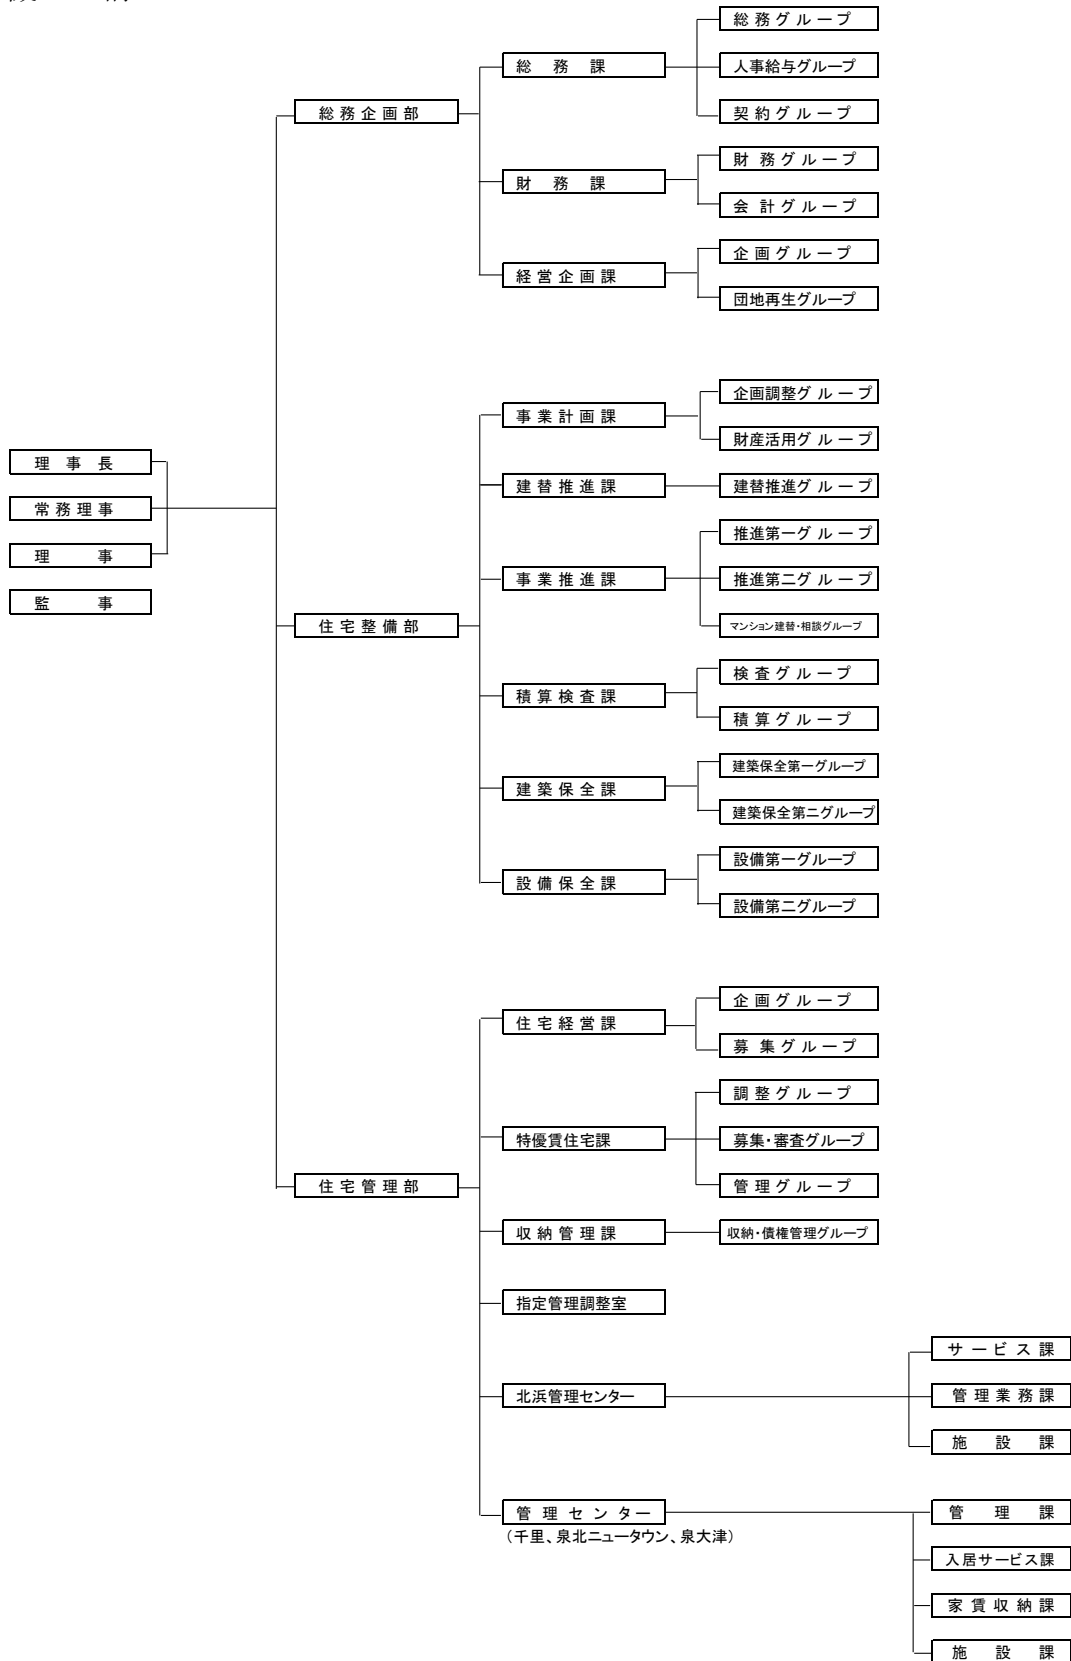 理事長
常務理事
理事
監事
総務企画部
総務課
総務グループ
人事給与グループ
契約グループ
財務課
財務グループ
会計グループ
経営企画課
企画グループ
団地再生グループ
住宅整備部
事業計画課
企画調整グループ
財産活用グループ
建替推進課
建替推進グループ
事業推進課
推進第一グループ
推進第二グループ
マンション建替・相談グループ
積算検査課
検査グループ
積算グループ
建築保全課
建築保全第一グループ
建築保全第ニグループ
設備保全課
設備第一グループ
設備第二グループ
住宅管理部
住宅経営課
企画グループ
募集グループ
特優賃住宅課
調整グループ
募集・審査グループ
管理グループ
収納管理課
収納・債権管理グループ
指定管理調整室
北浜管理センター
サービス課
管理業務課
施設課
管理センター
（千里、泉北ニュータウン、泉大津）
管理課
入居サービス課
家賃収納課
施設課